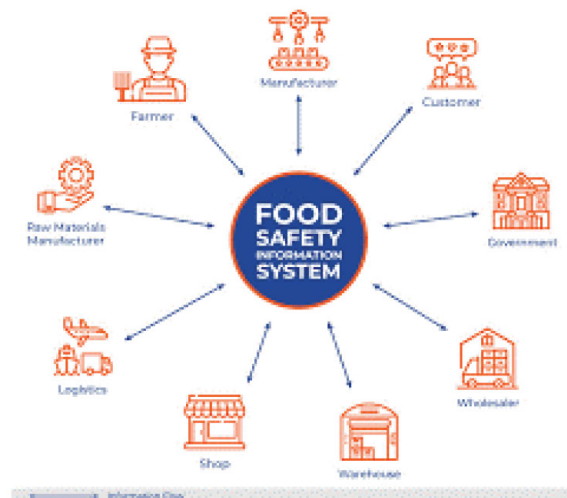 Manufacturer
Farmer
Customer
Raw Materials
Manufacturer
FOOD
SAFETY
INFORMATION
SYSTEM
Government
Logistics
Wholesaler
Shop
Warehouse
Information Flow